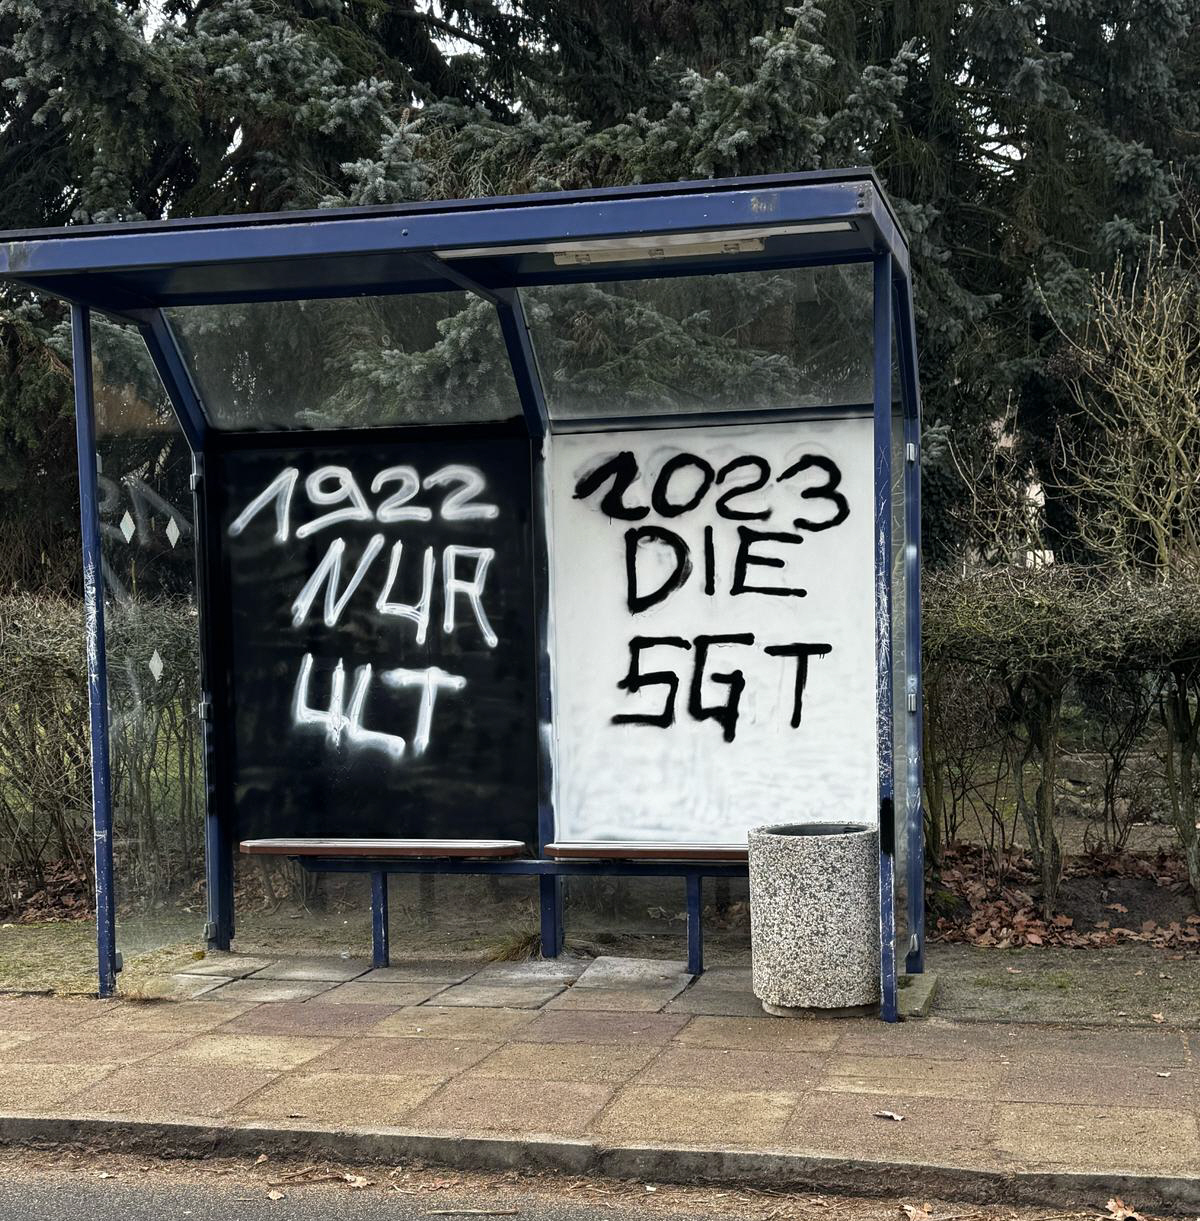 1922
NUR
ULT
2023
DIE
SGT